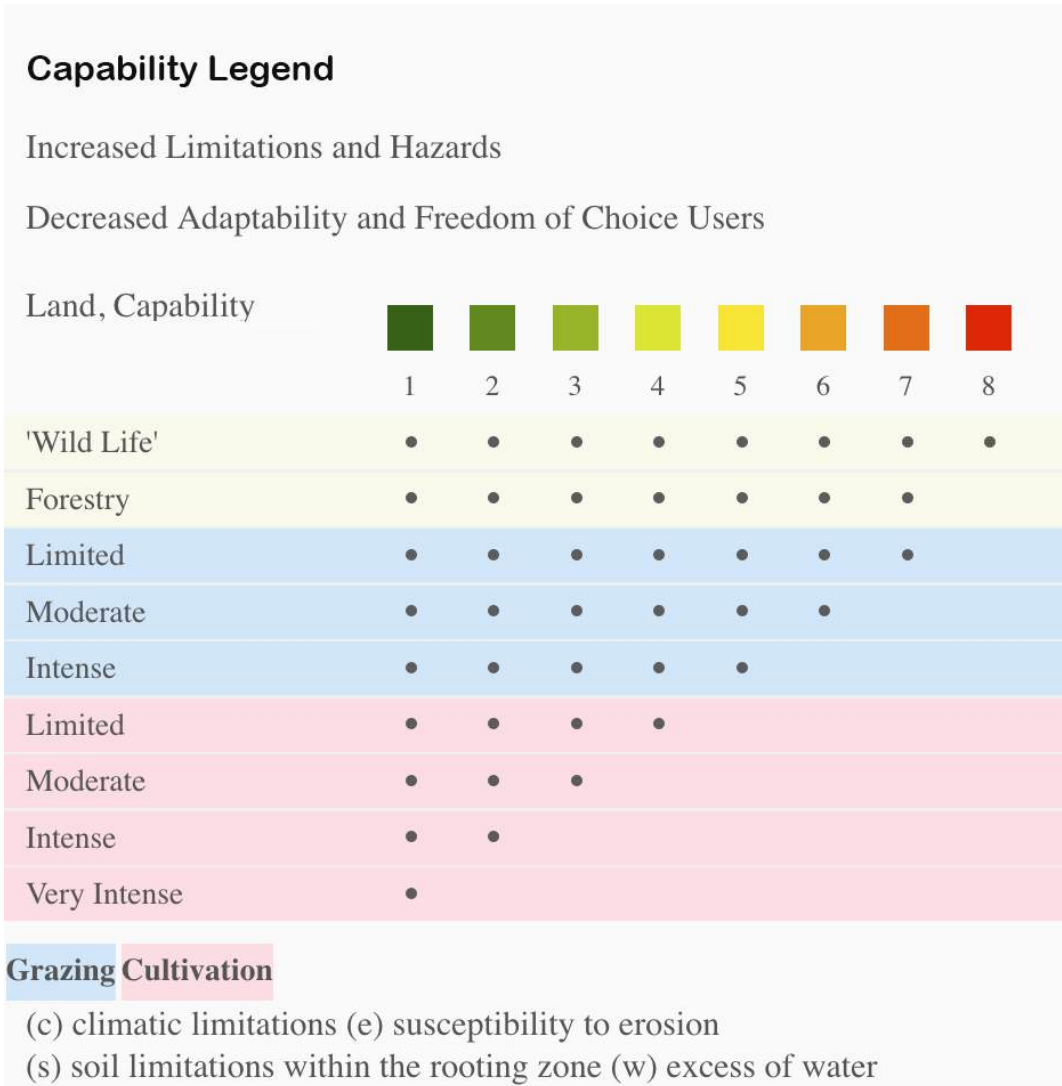 Capability Legend
Increased Limitations and Hazards
Decreased Adaptability and Freedom of Choice Users
Land, Capability
1 2 3 4 5 6 7 8
'Wild Life'
Forestry
Limited
Moderate
Intense
Limited
Moderate
Intense
Very Intense
Grazing Cultivation
(c) climatic limitations (e) susceptibility to erosion
(s) soil limitations within the rooting zone (w) excess of water